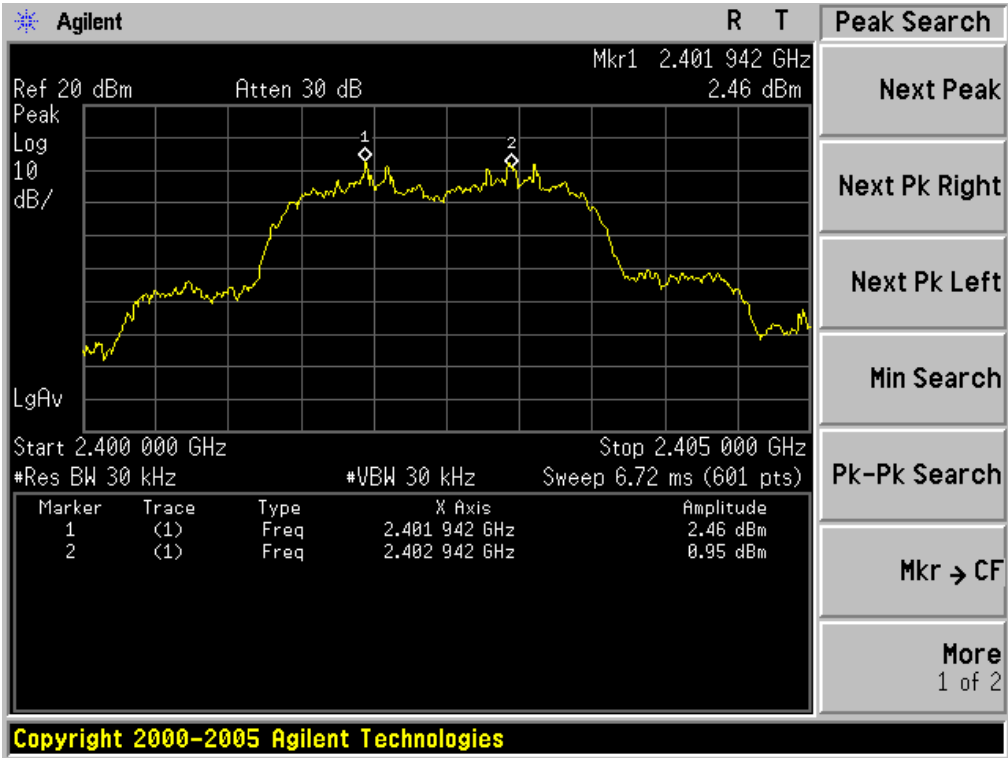 Agilent R T
Peak Search
Mkr1 2.401 942 GHz
Ref 20 dBm Atten 30 dB 2.46 dBm
Peak
Log
10
dB/
1
2
LgAv
Start 2.400 000 GHz Stop 2.405 000 GHz
#Res BW 30 kHz #VBW 30 kHz Sweep 6.72 ms (601 pts)
Marker Trace Type X Axis Amplitude
1 (1) Freq 2.401 942 GHz 2.46 dBm
2 (1) Freq 2.402 942 GHz 0.95 dBm
Next Peak
Next Pk Right
Next Pk Left
Min Search
Pk-Pk Search
Mkr → CF
More
1 of 2
Copyright 2000-2005 Agilent Technologies